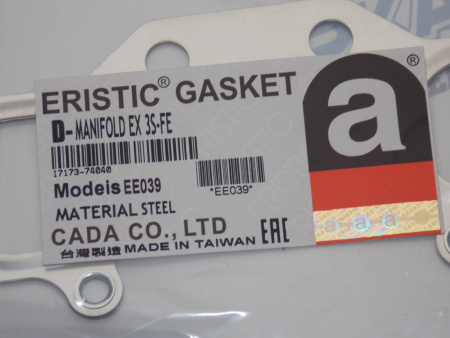 ERISTIC® GASKET
D-MANIFOLD EX 3S-FE
17173-74040
Modeis EE039
*EE039*
MATERIAL STEEL
CADA CO., LTD
台灣製造 MADE IN TAIWAN EAC
a ®
a a a